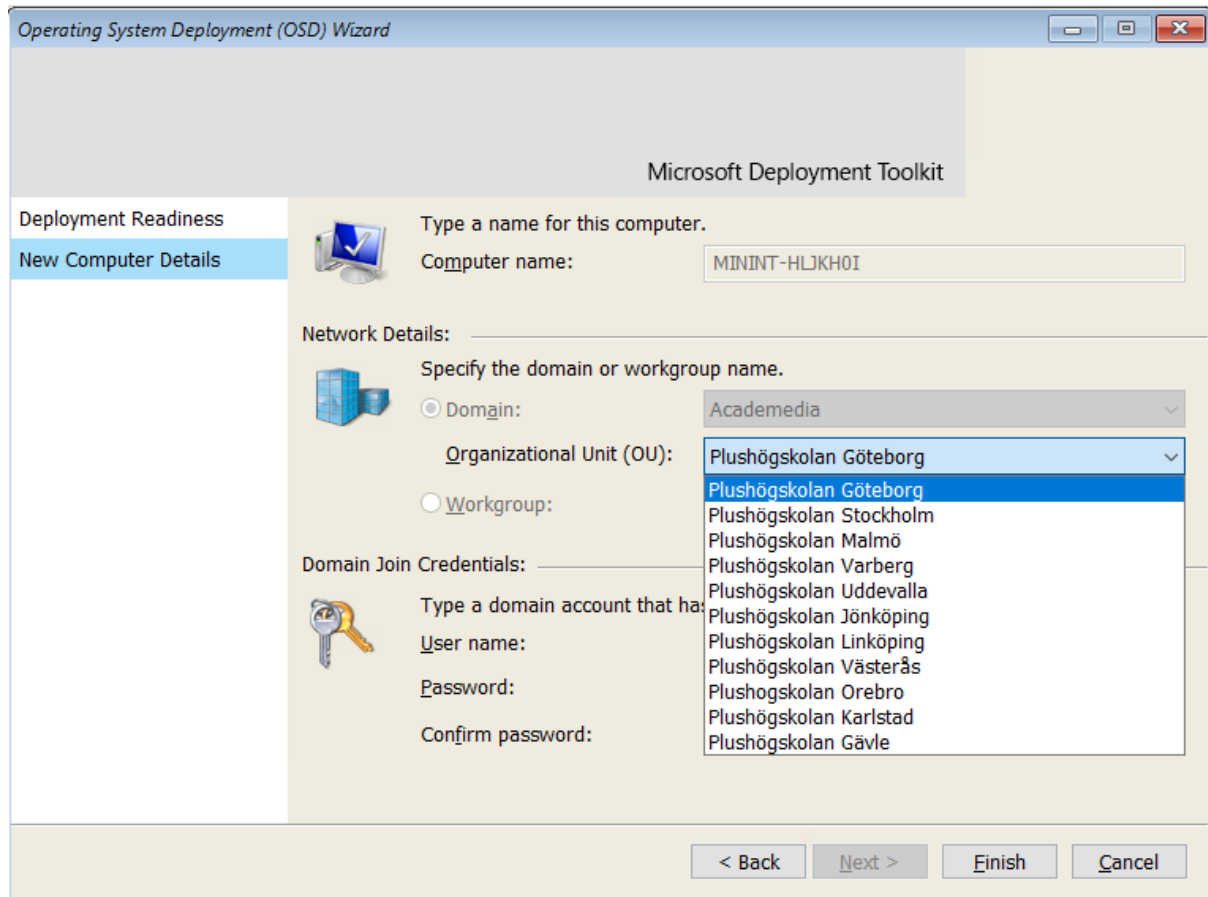 Operating System Deployment (OSD) Wizard
Microsoft Deployment Toolkit
Deployment Readiness
New Computer Details
Type a name for this computer.
Computer name:
MININT-HLJKH0I
Network Details:
Specify the domain or workgroup name.
Domain:
Academedia
Organizational Unit (OU):
Plushögskolan Göteborg
Plushögskolan Göteborg
Plushögskolan Stockholm
Plushögskolan Malmö
Plushögskolan Varberg
Plushögskolan Uddevalla
Plushögskolan Jönköping
Plushögskolan Linköping
Plushögskolan Västerås
Plushogskolan Orebro
Plushögskolan Karlstad
Plushögskolan Gävle
Workgroup:
Domain Join Credentials:
Type a domain account that has
User name:
Password:
Confirm password:
< Back
Next >
Finish
Cancel